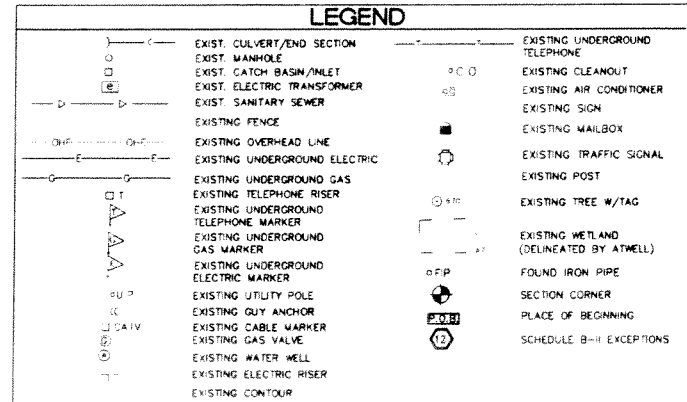 LEGEND
EXIST. CULVERT/END SECTION
EXIST. MANHOLE
EXIST. CATCH BASIN/INLET
e EXIST. ELECTRIC TRANSFORMER
EXIST. SANITARY SEWER
EXISTING FENCE
OHE OHE EXISTING OVERHEAD LINE
E E EXISTING UNDERGROUND ELECTRIC
G G EXISTING UNDERGROUND GAS
T EXISTING TELEPHONE RISER
EXISTING UNDERGROUND
TELEPHONE MARKER
EXISTING UNDERGROUND
GAS MARKER
EXISTING UNDERGROUND
ELECTRIC MARKER
EXISTING UTILITY POLE
EXISTING GUY ANCHOR
EXISTING CABLE MARKER
EXISTING GAS VALVE
EXISTING WATER WELL
EXISTING ELECTRIC RISER
EXISTING CONTOUR
T T EXISTING UNDERGROUND
TELEPHONE
C O EXISTING CLEANOUT
EXISTING AIR CONDITIONER
EXISTING SIGN
EXISTING MAILBOX
EXISTING TRAFFIC SIGNAL
EXISTING POST
EXISTING TREE W/TAG
EXISTING WETLAND
(DELINEATED BY ATWELL)
FIP FOUND IRON PIPE
SECTION CORNER
P.O.B. PLACE OF BEGINNING
12 SCHEDULE B-II EXCEPTIONS